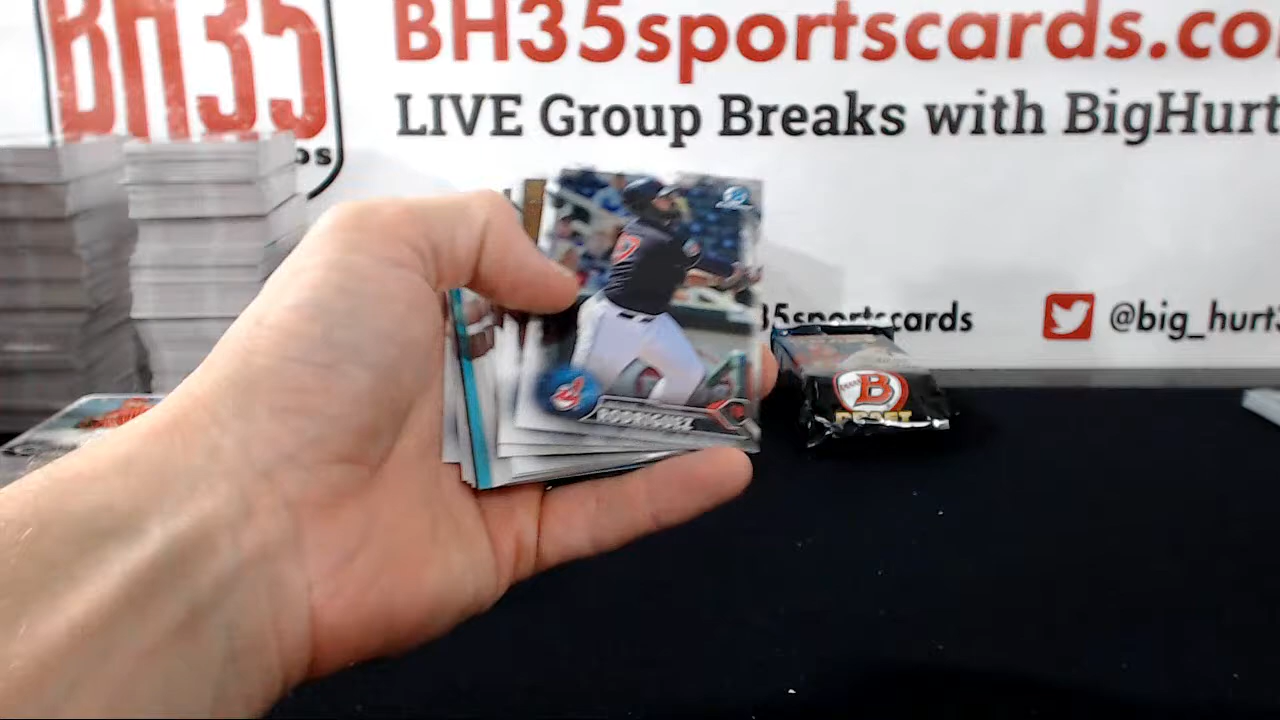 BH35
BH35sportscards.co
LIVE Group Breaks with BigHurt
35sportscards
@big_hurt
RODRIGUEZ
B